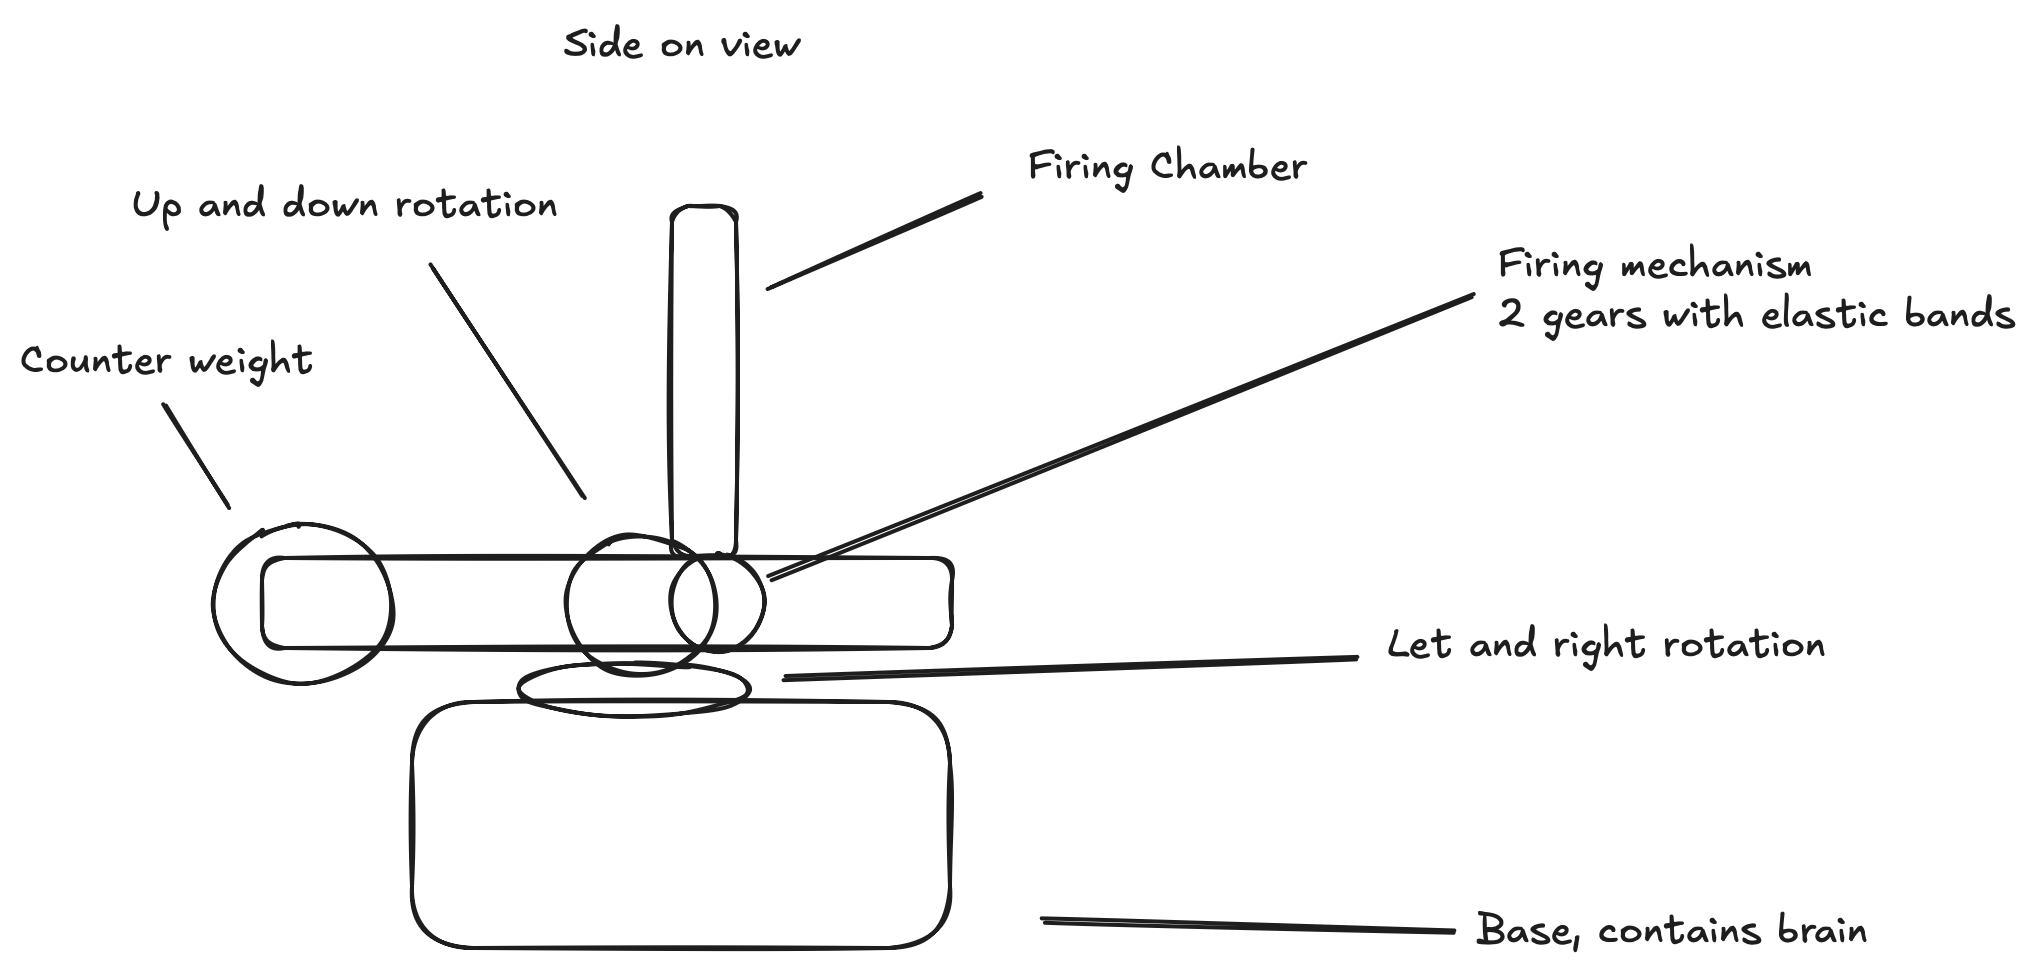 Side on view
Firing Chamber
Up and down rotation
Firing mechanism
2 gears with elastic bands
Counter weight
Let and right rotation
Base, contains brain